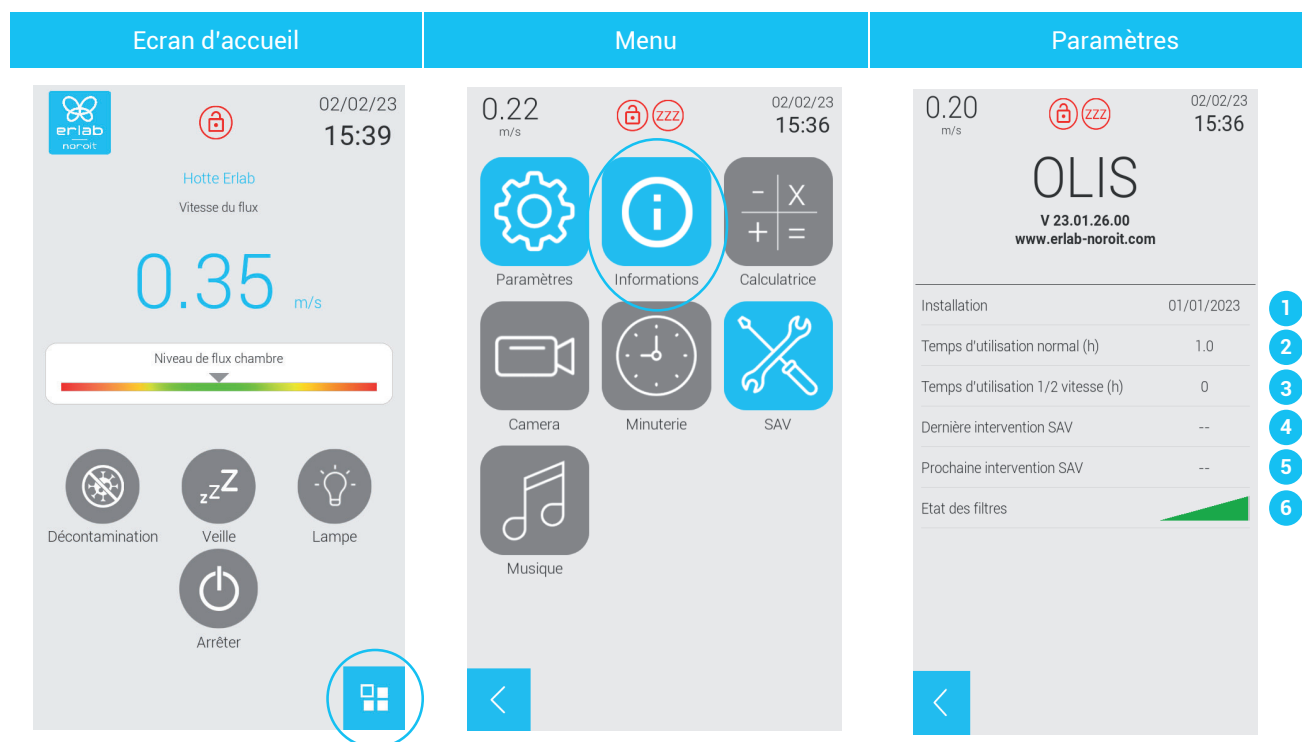 Ecran d'accueil
Menu
Paramètres
erlab
noroit
02/02/23
15:39
Hotte Erlab
Vitesse du flux
0.35 m/s
Niveau de flux chambre
Décontamination
zZZ
Veille
Lampe
Arrêter
0.22
m/s
ZZZ
02/02/23
15:36
Paramètres
Informations
- X
+ =
Calculatrice
Camera
Minuterie
SAV
Musique
0.20
m/s
ZZZ
02/02/23
15:36
OLIS
V 23.01.26.00
www.erlab-noroit.com
Installation 01/01/2023 1
Temps d'utilisation normal (h) 1.0 2
Temps d'utilisation 1/2 vitesse (h) 0 3
Dernière intervention SAV -- 4
Prochaine intervention SAV -- 5
Etat des filtres 6